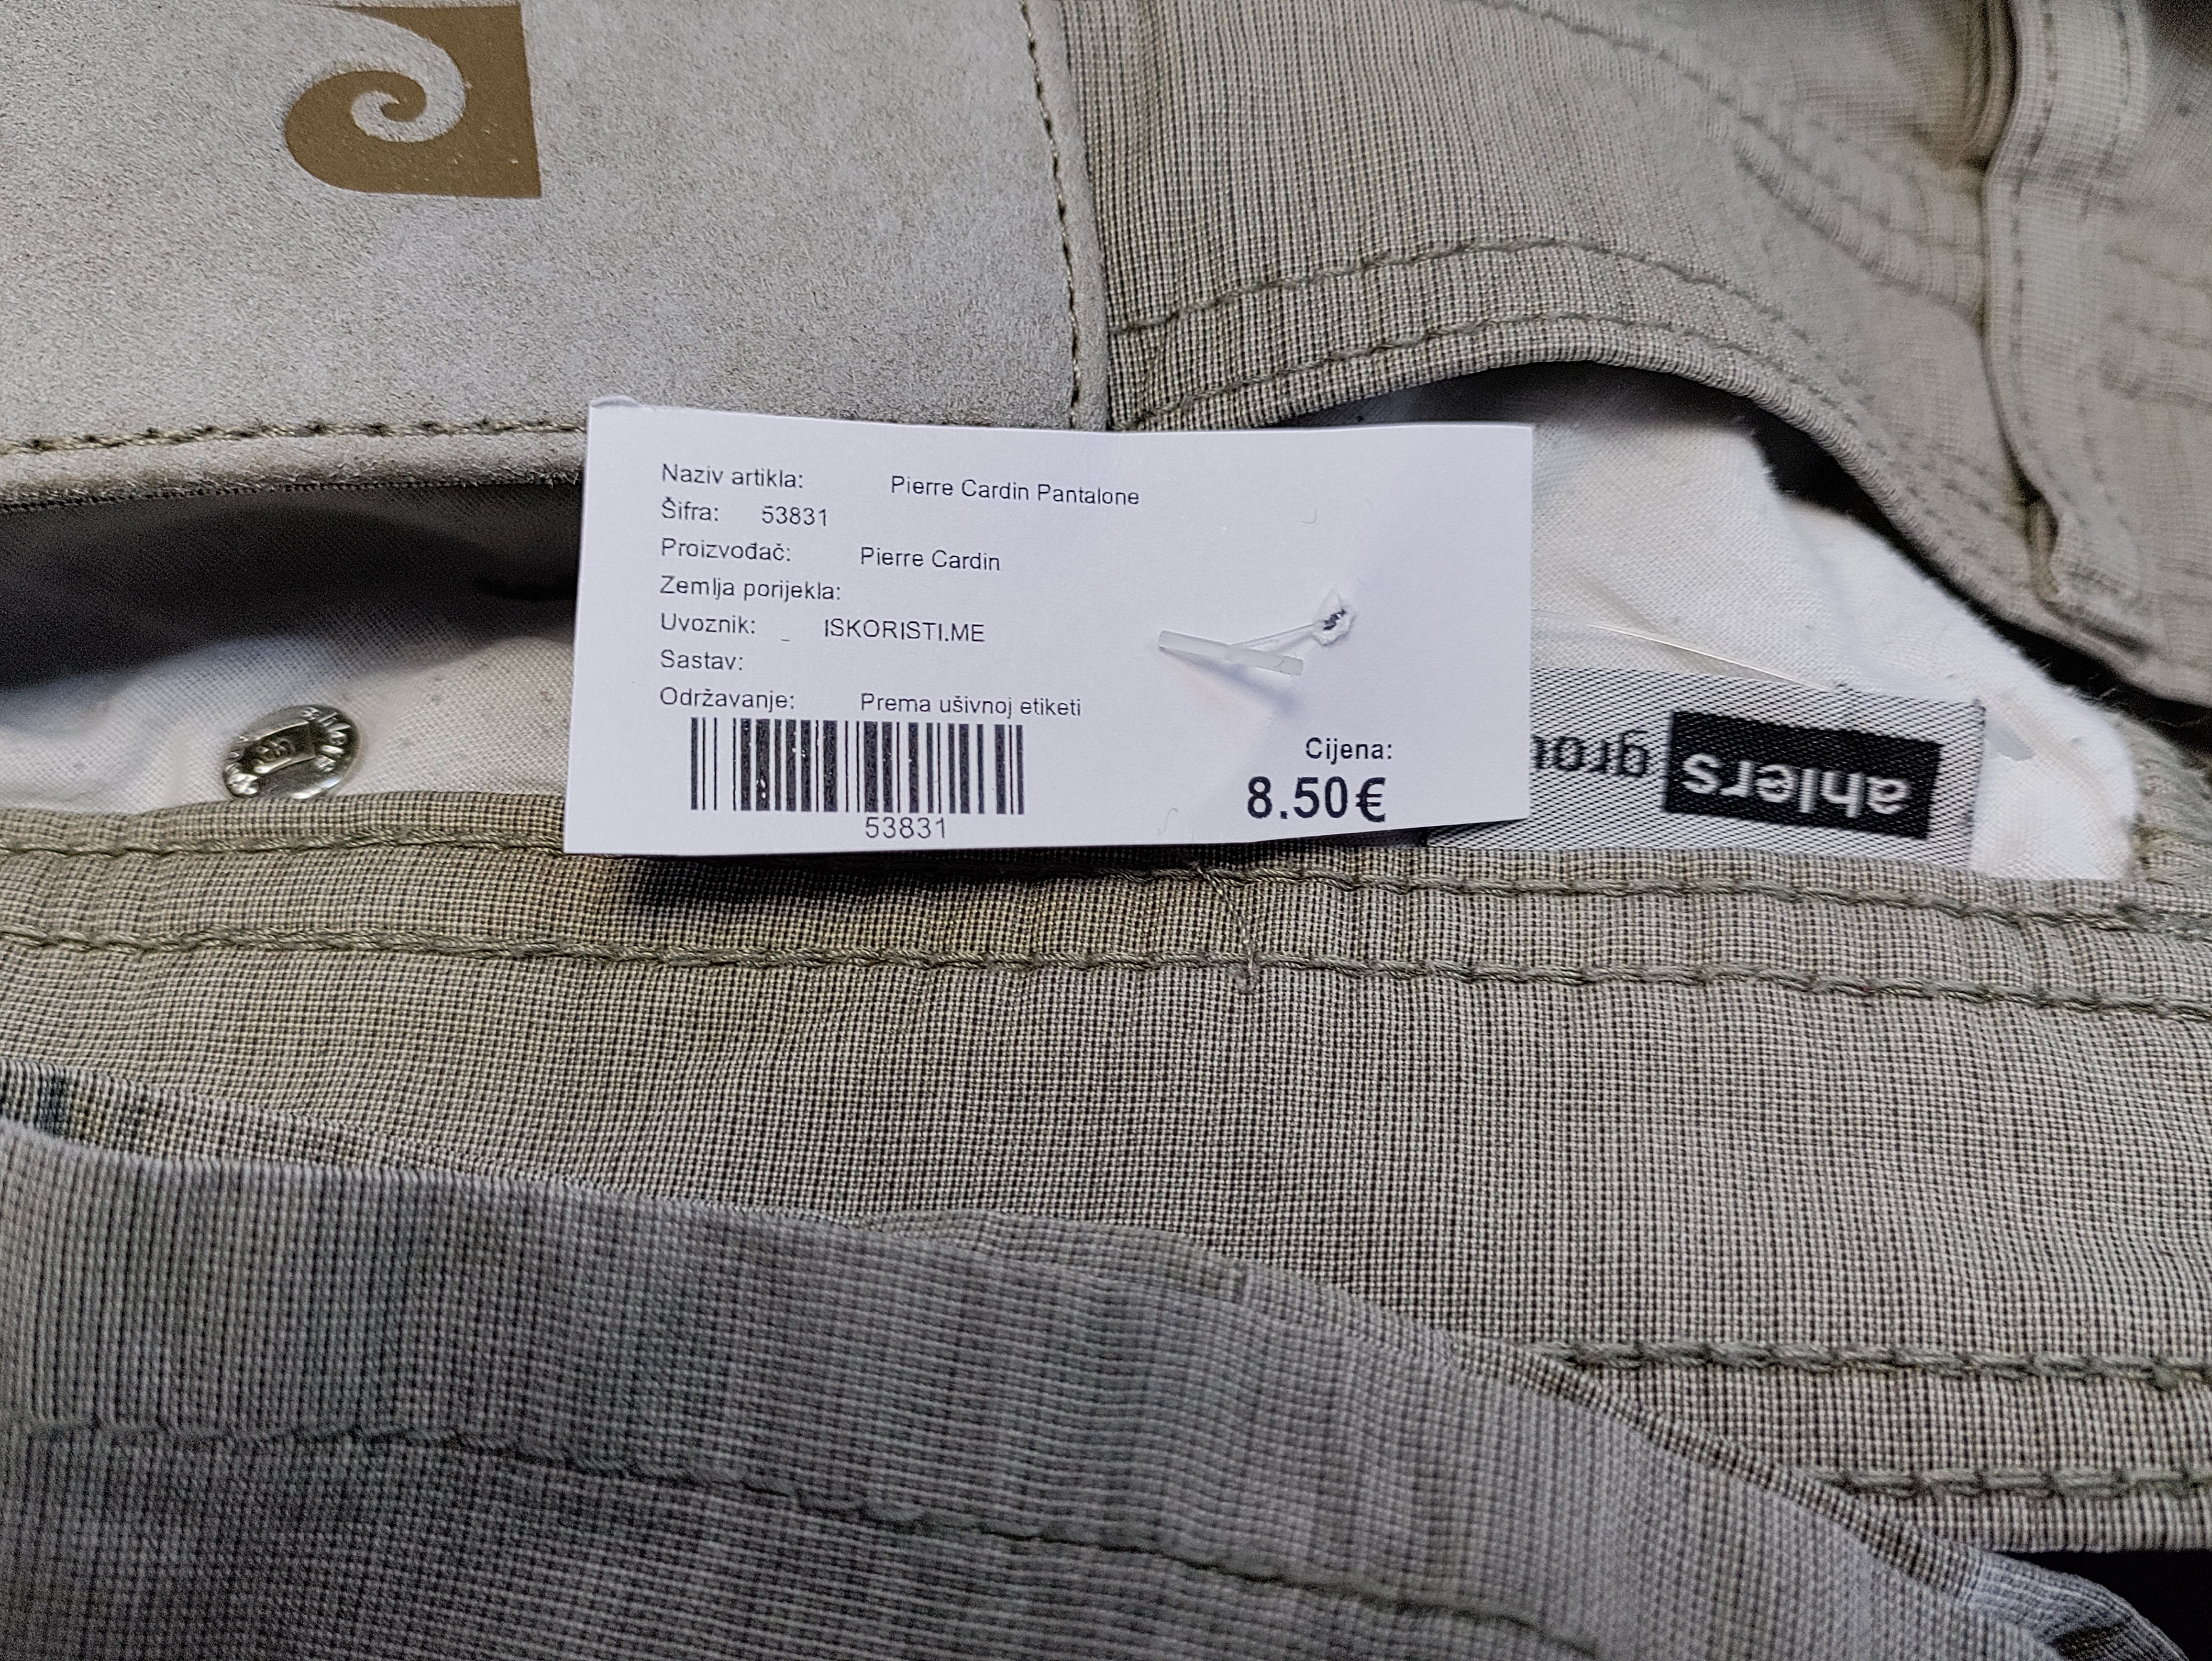 Naziv artikla: Pierre Cardin Pantalone
Šifra: 53831
Proizvođač: Pierre Cardin
Zemlja porijekla:
Uvoznik: _ ISKORISTI.ME
Sastav:
Održavanje: Prema ušivnoj etiketi
53831
Cijena:
8.50€
ahlers